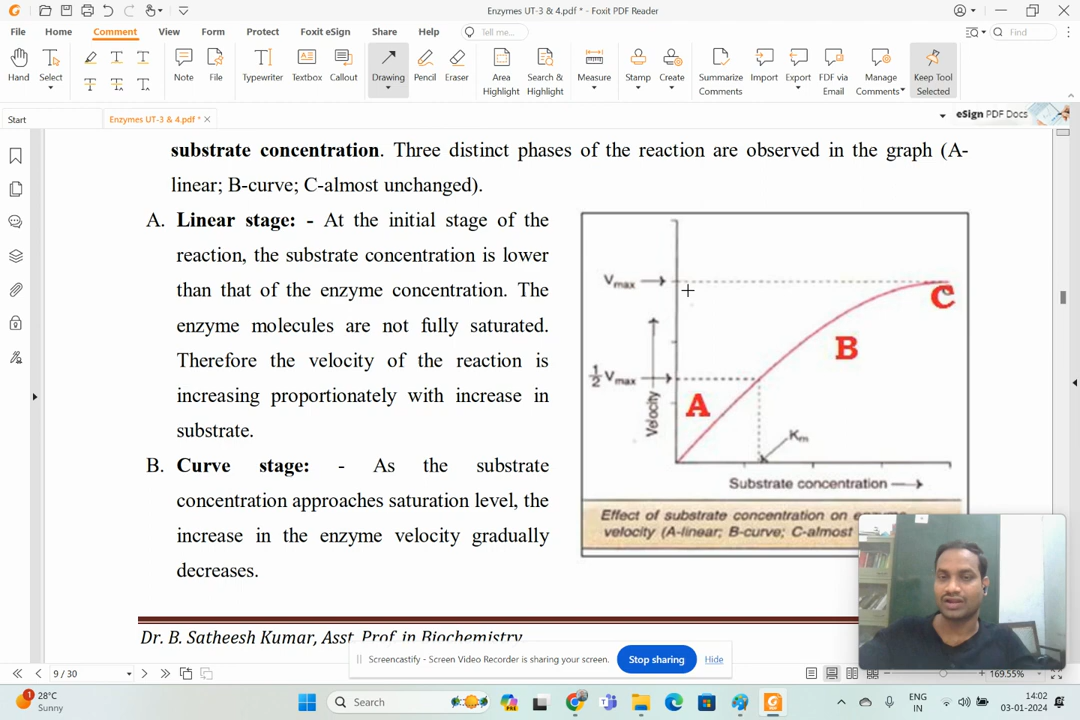 Enzymes UT-3 & 4.pdf * - Foxit PDF Reader
File Home Comment View Form Protect Foxit eSign Share Help Tell me... Find
Hand Select Note File Typewriter Textbox Callout Drawing Pencil Eraser Area Highlight Search & Highlight Measure Stamp Create Summarize Comments Import Export FDF via Email Manage Comments Keep Tool Selected
Start Enzymes UT-3 & 4.pdf * eSign PDF Docs
substrate concentration. Three distinct phases of the reaction are observed in the graph (A-
linear; B-curve; C-almost unchanged).
A. Linear stage: - At the initial stage of the
reaction, the substrate concentration is lower
than that of the enzyme concentration. The
enzyme molecules are not fully saturated.
Therefore the velocity of the reaction is
increasing proportionately with increase in
substrate.
B. Curve stage: - As the substrate
concentration approaches saturation level, the
increase in the enzyme velocity gradually
decreases.
Vmax
C
B
1/2 Vmax
A
Velocity
Km
Substrate concentration
Effect of substrate concentration on
velocity (A-linear; B-curve; C-almost
Dr. B. Satheesh Kumar, Asst. Prof. in Biochemistry
Screencastify - Screen Video Recorder is sharing your screen. Stop sharing Hide
9 / 30 169.55%
28°C
Sunny
Search
ENG
IN
14:02
03-01-2024